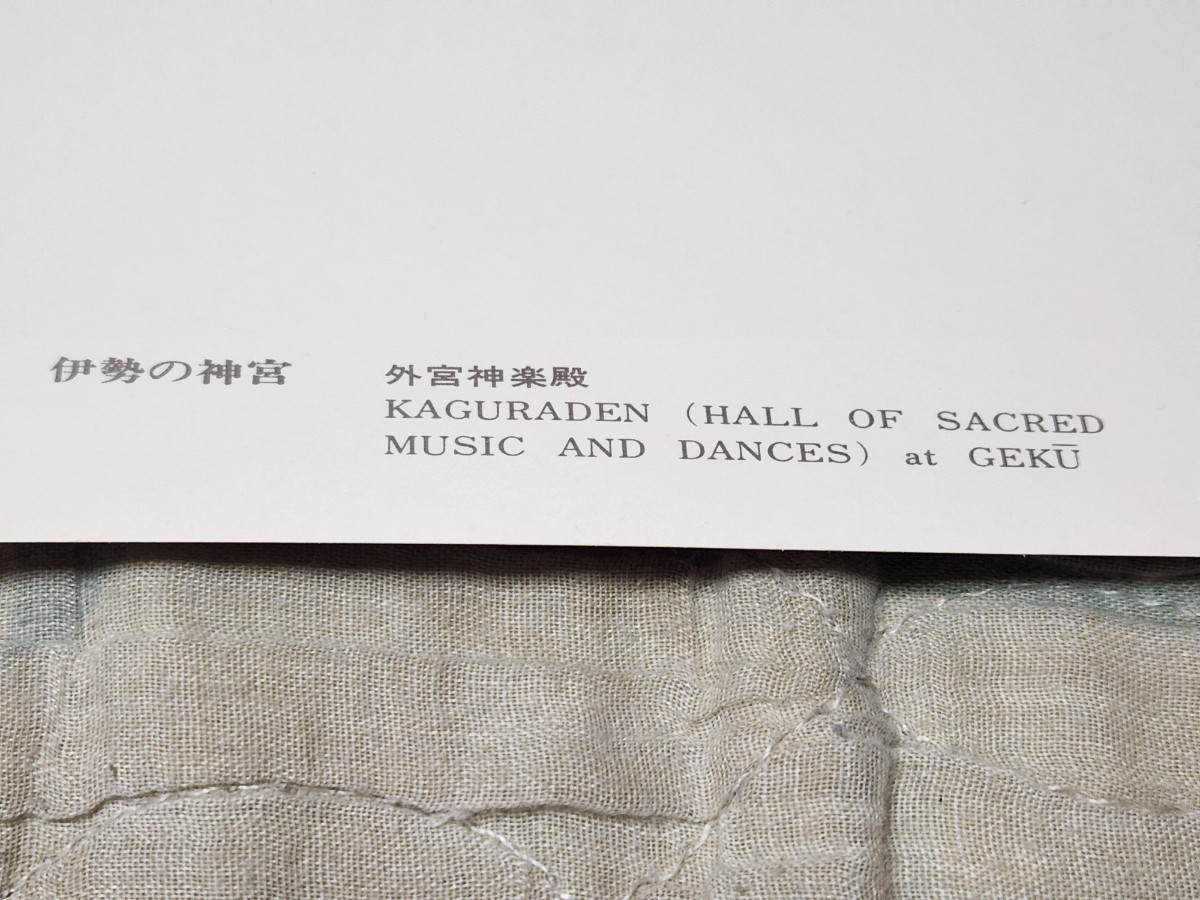 伊勢の神宮
外宮神楽殿
KAGURADEN (HALL OF SACRED
MUSIC AND DANCES) at GEKŪ